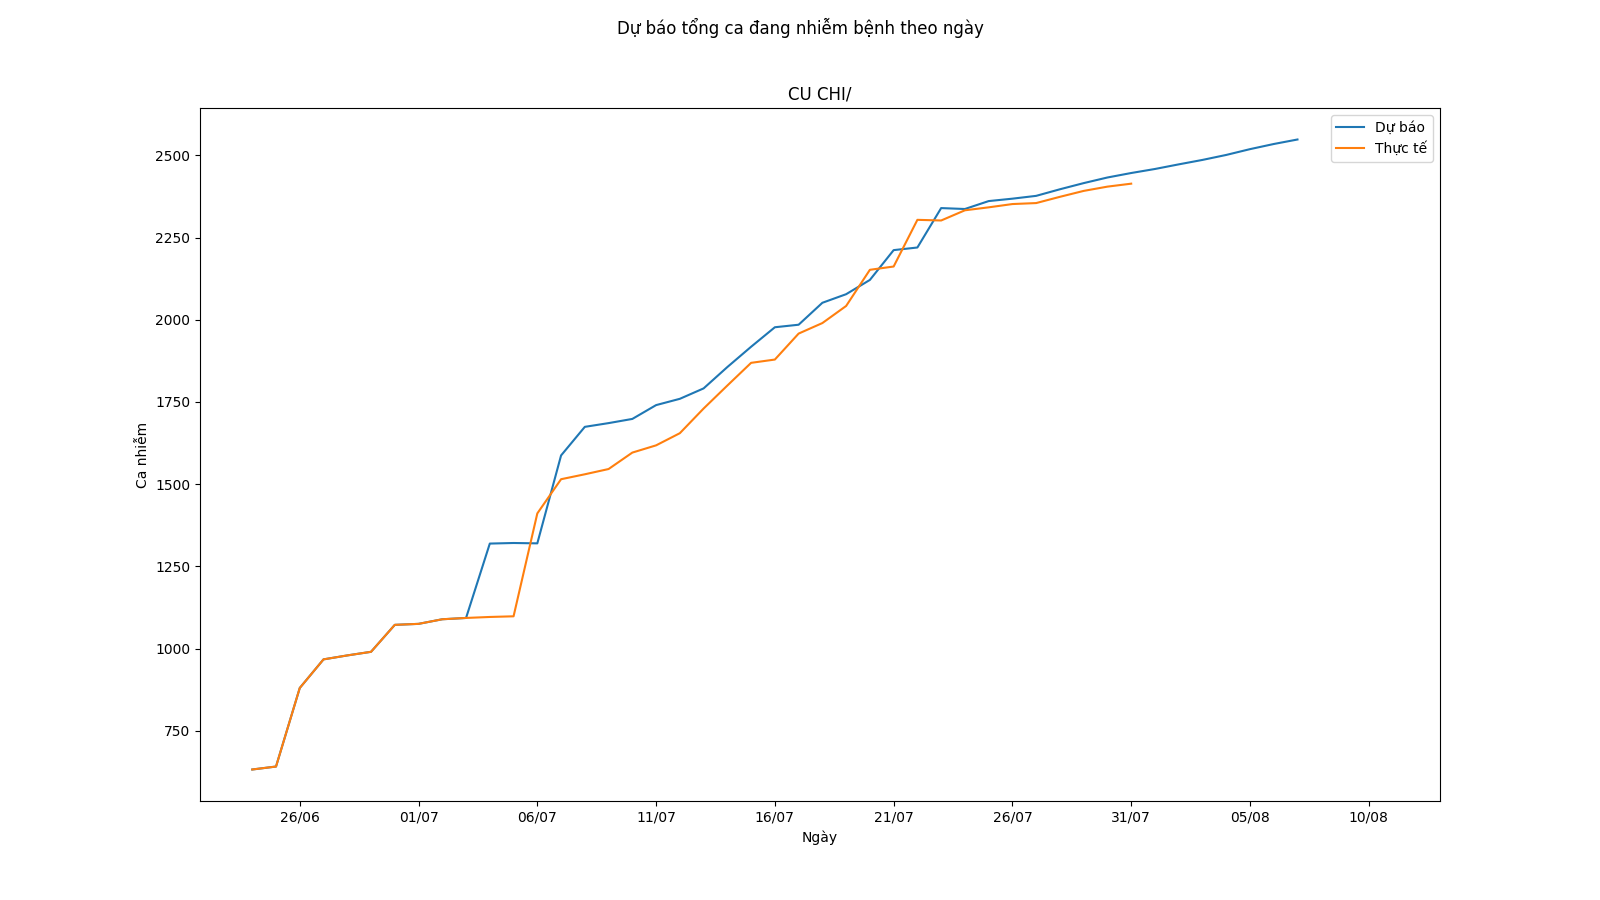 Dự báo tổng ca đang nhiễm bệnh theo ngày
CU CHI/
Dự báo
Thực tế
2500
2250
2000
1750
1500
1250
1000
750
Ca nhiễm
26/06 01/07 06/07 11/07 16/07 21/07 26/07 31/07 05/08 10/08
Ngày